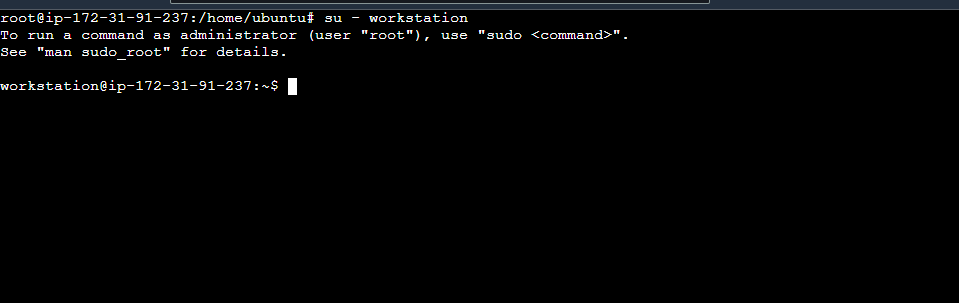 root@ip-172-31-91-237:/home/ubuntu# su - workstation
To run a command as administrator (user "root"), use "sudo <command>".
See "man sudo_root" for details.
workstation@ip-172-31-91-237:~$